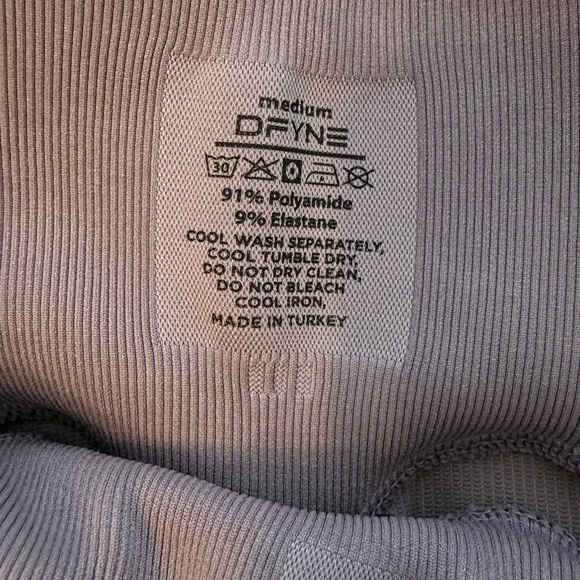 medium
DFYNE
30
91% Polyamide
9% Elastane
COOL WASH SEPARATELY,
COOL TUMBLE DRY,
DO NOT DRY CLEAN,
DO NOT BLEACH
COOL IRON,
MADE IN TURKEY